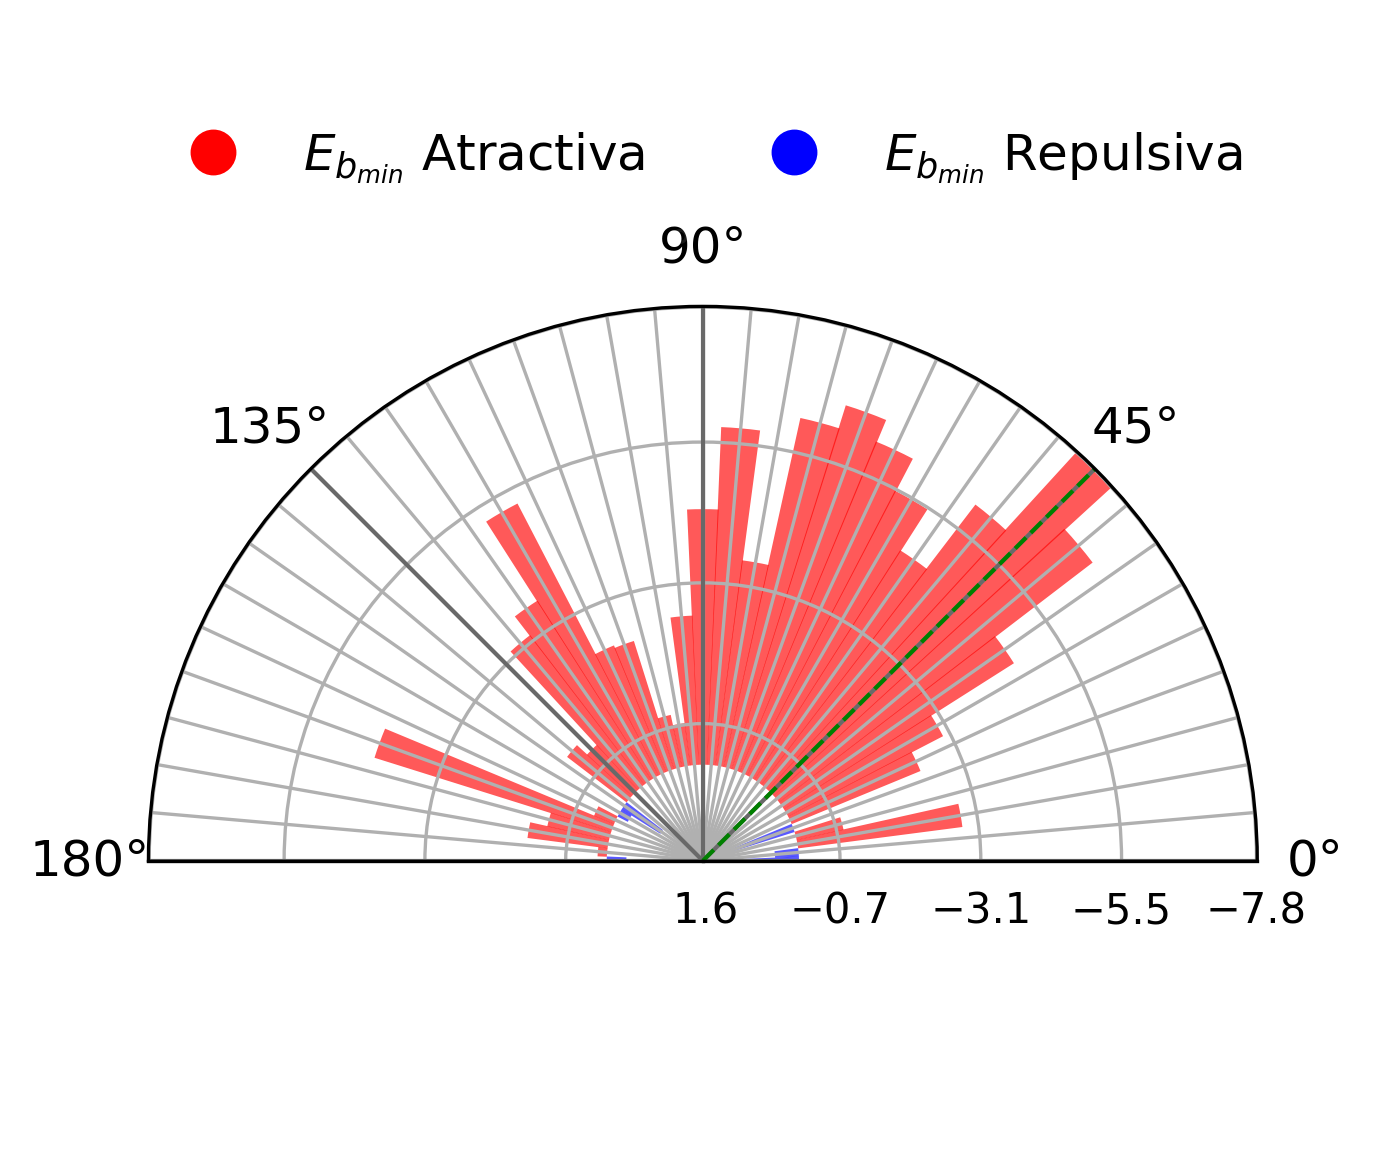 E_{b_{min}} Atractiva E_{b_{min}} Repulsiva
90°
135° 45°
180° 0°
1.6 −0.7 −3.1 −5.5 −7.8